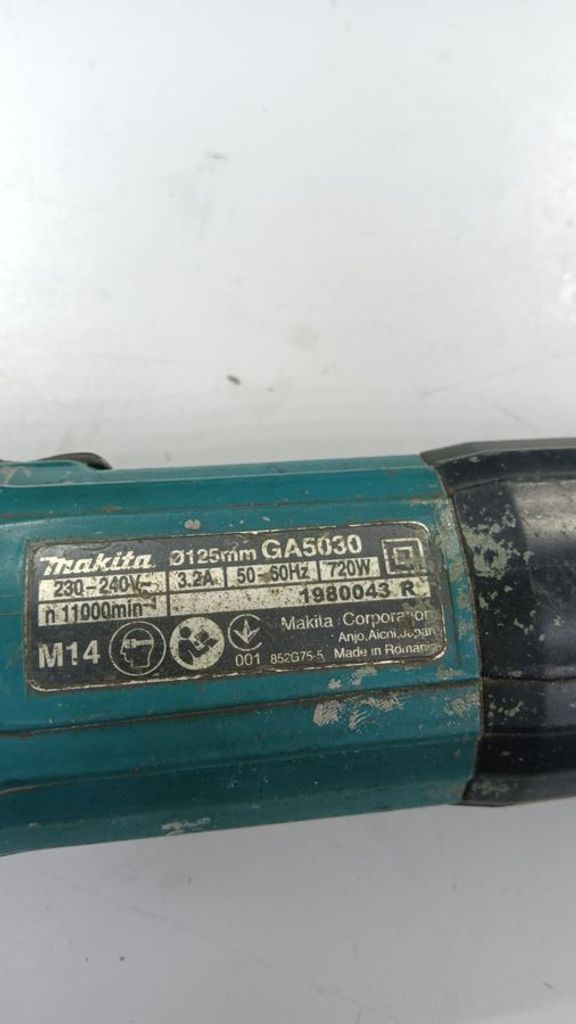 makita Ø125mm GA5030
230-240V~ 3.2A 50-60Hz 720W
n 11000min⁻¹ 1980043 R
M14
Makita Corporation
Anjo, Aichi, Japan
001 852G75-5 Made in Romania